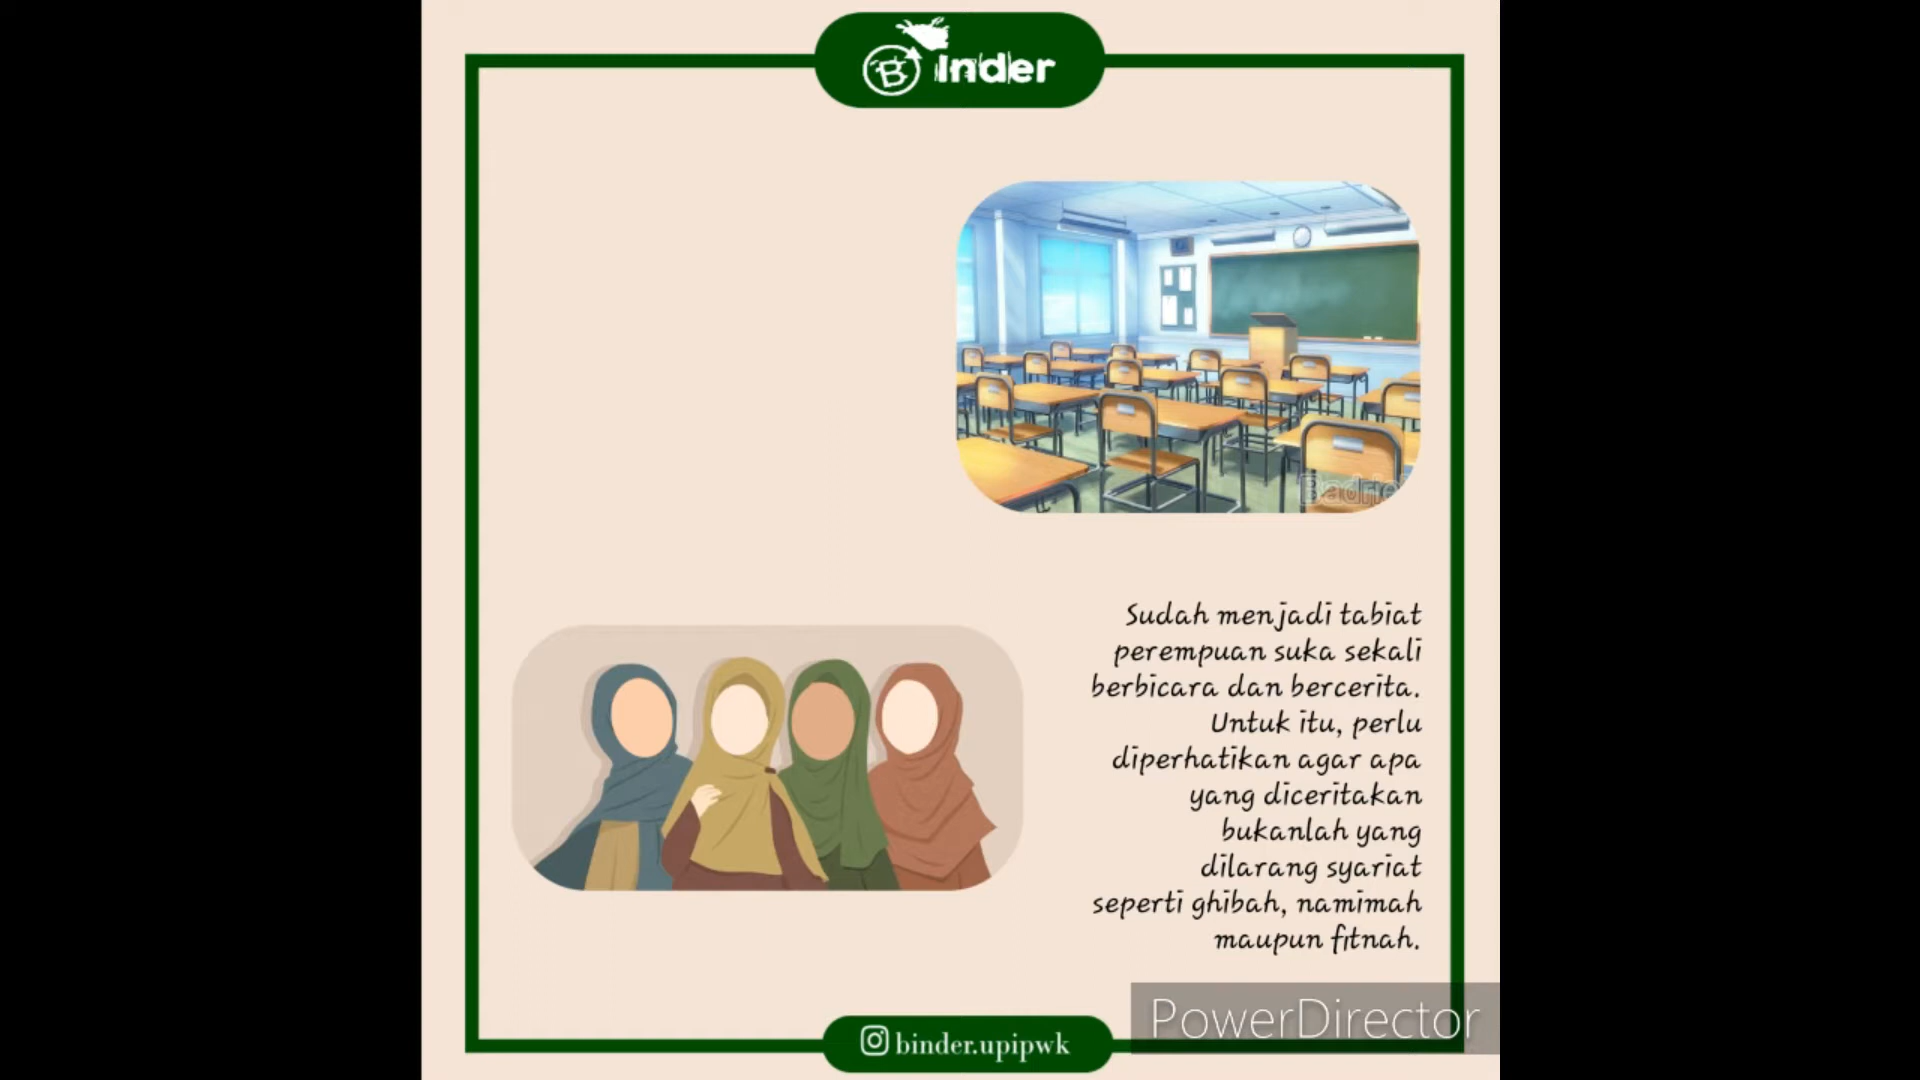 B Inder
Sudah menjadi tabiat
perempuan suka sekali
berbicara dan bercerita.
Untuk itu, perlu
diperhatikan agar apa
yang diceritakan
bukanlah yang
dilarang syariat
seperti ghibah, namimah
maupun fitnah.
PowerDirector
binder.upipwk